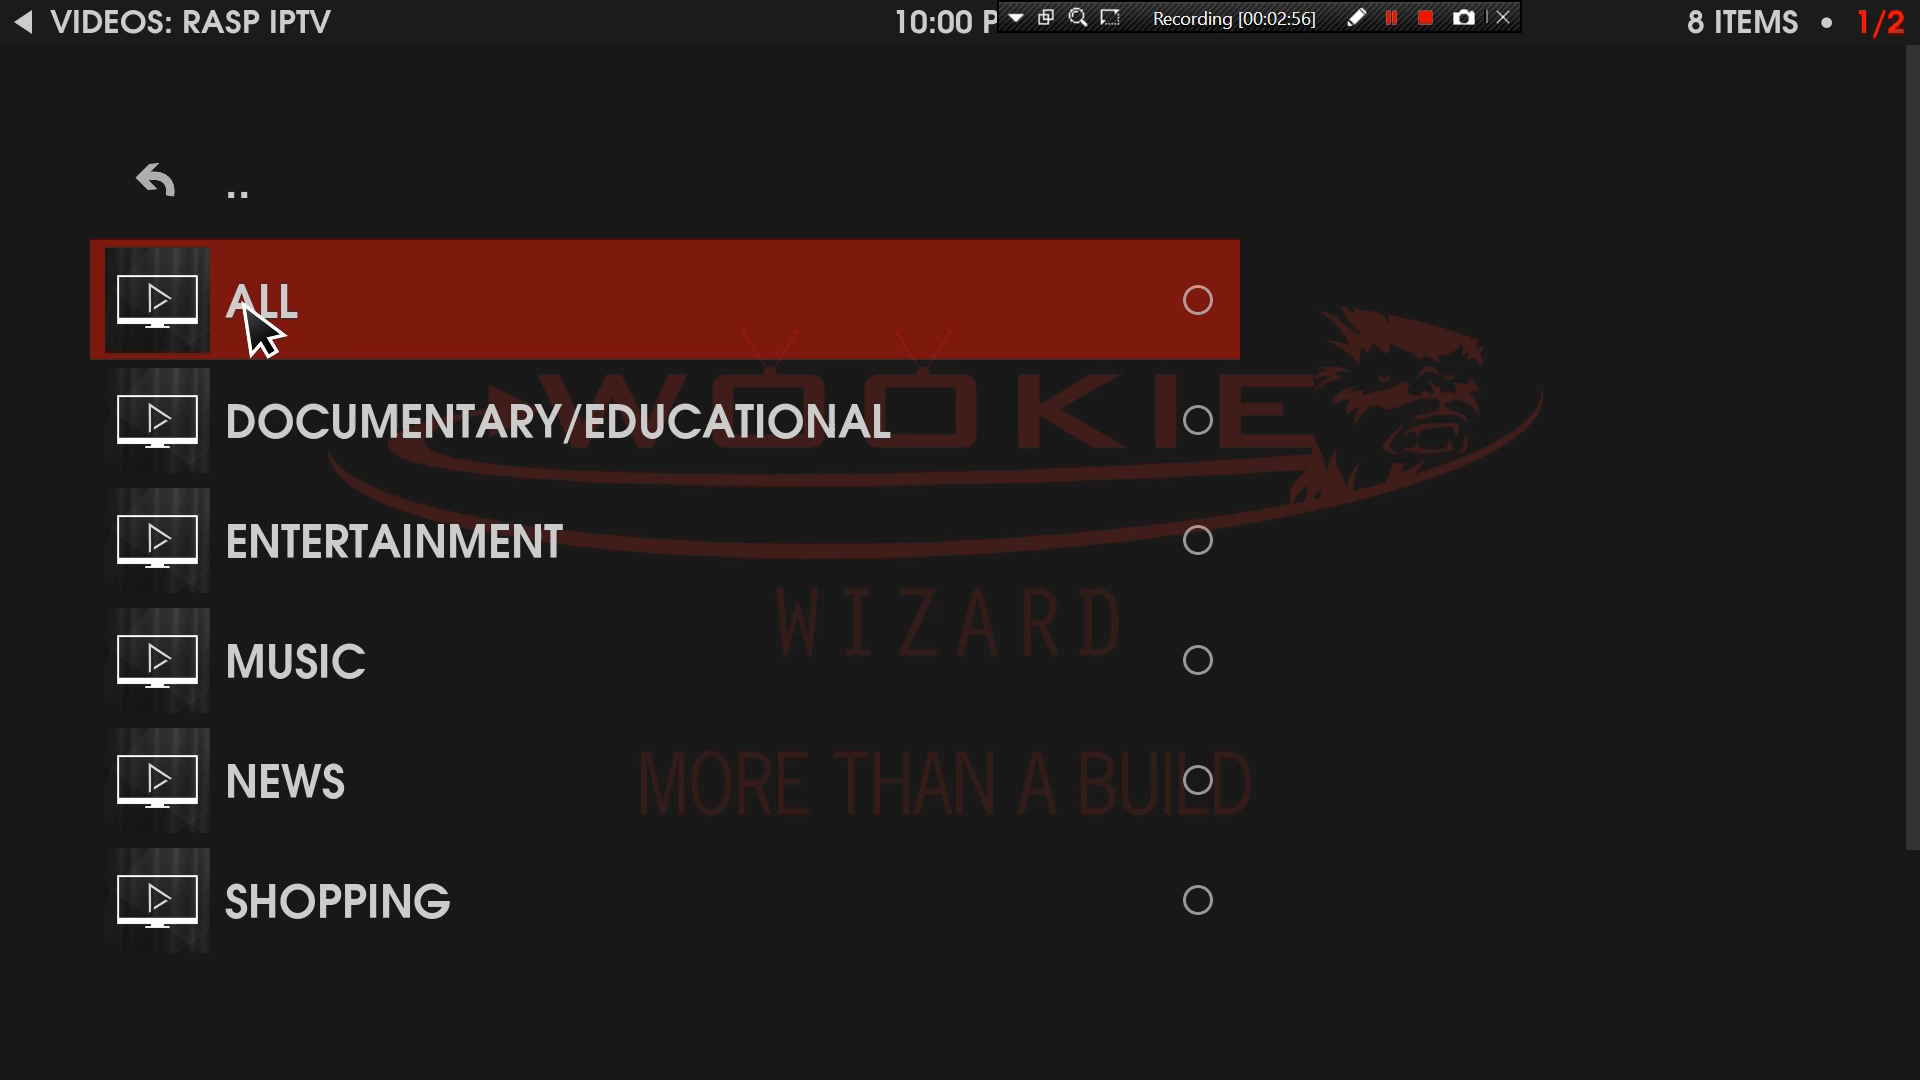 VIDEOS: RASP IPTV
10:00 P
Recording [00:02:56]
8 ITEMS • 1/2
..
ALL
DOCUMENTARY/EDUCATIONAL
ENTERTAINMENT
MUSIC
NEWS
SHOPPING
WOOKIE
WIZARD
MORE THAN A BUILD